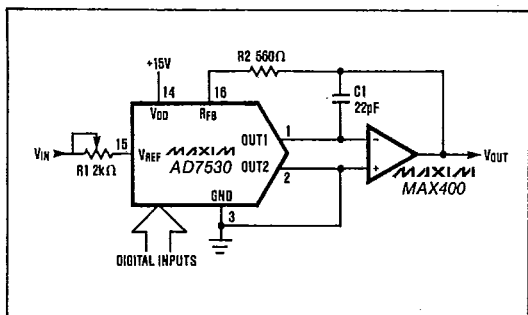 +15V
R2 560Ω
14
16
C1
22pF
VDD
RFB
OUT1
1
VIN
R1 2kΩ
15
VREF
MAXIM
AD7530
OUT2
2
−
+
VOUT
MAXIM
MAX400
GND
3
DIGITAL INPUTS